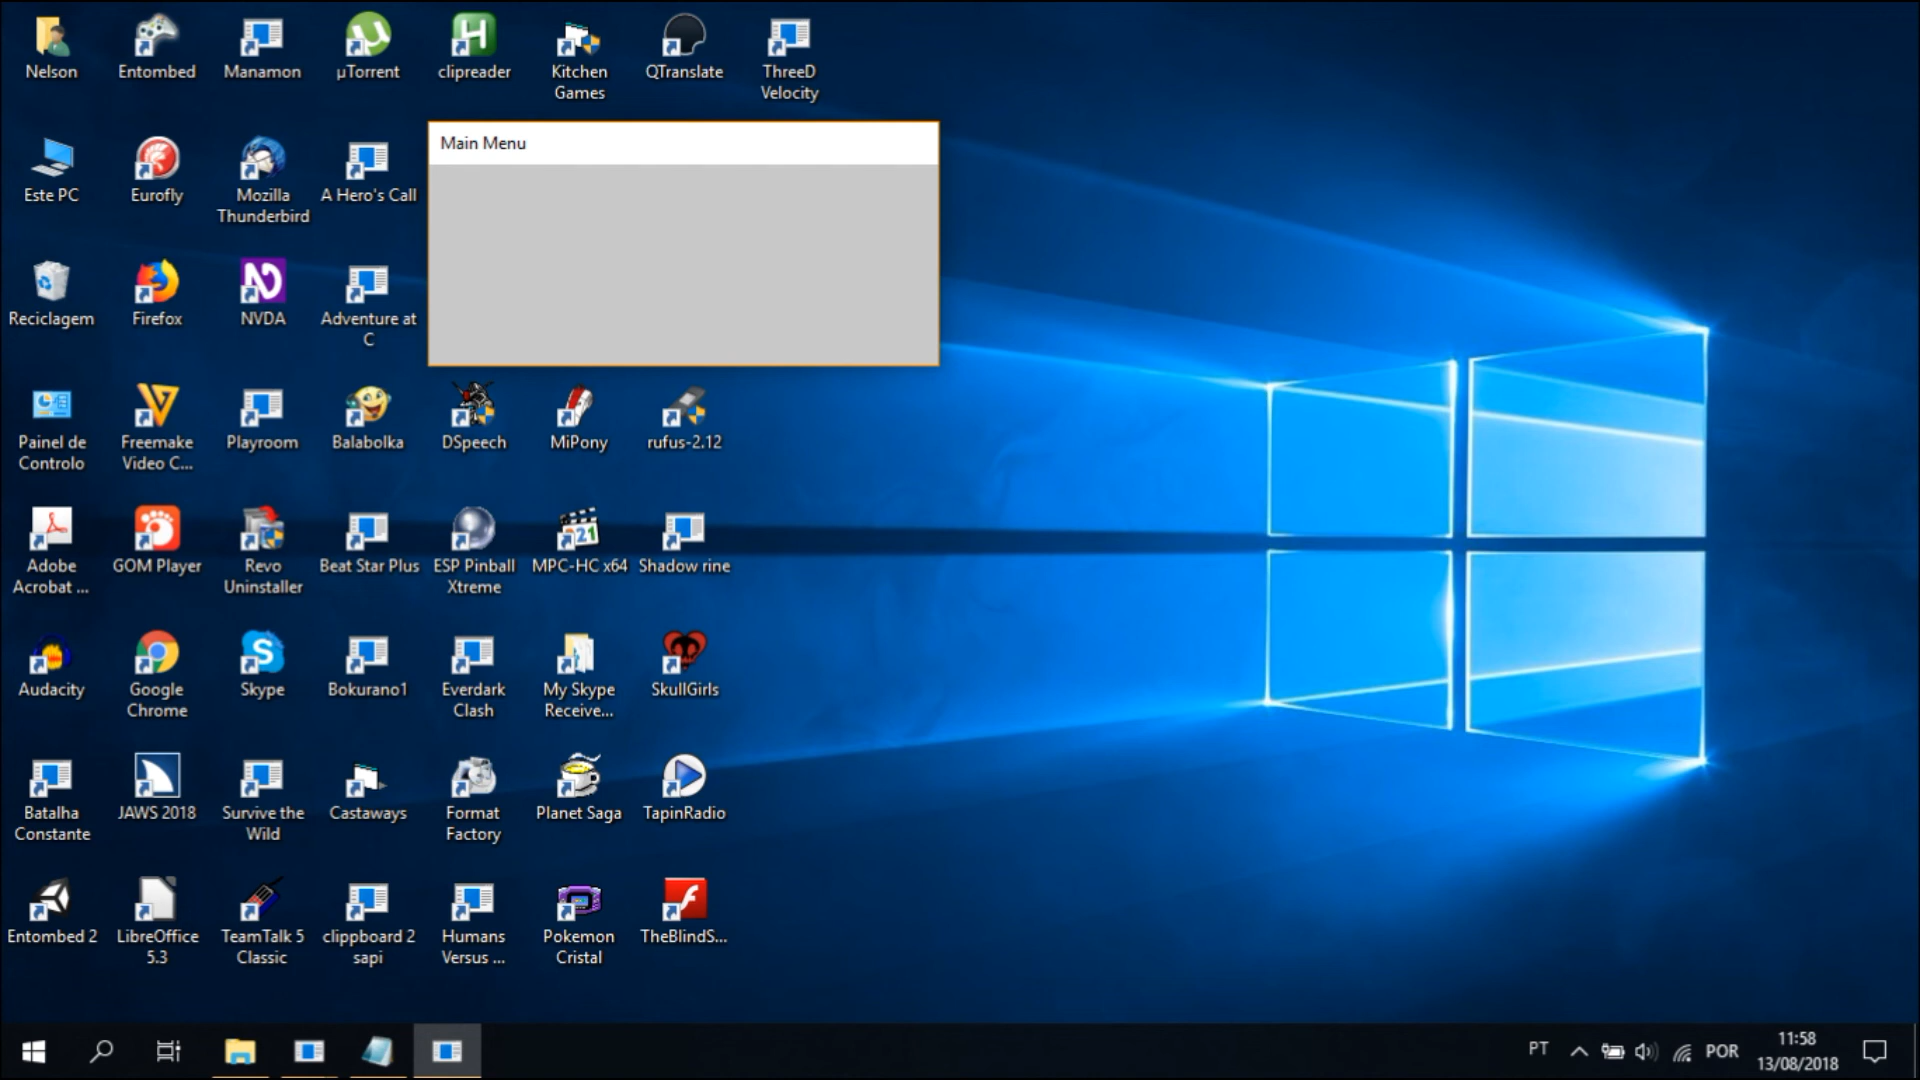 Nelson
Entombed
Manamon
µTorrent
clipreader
Kitchen
Games
QTranslate
ThreeD
Velocity
Main Menu
Este PC
Eurofly
Mozilla
Thunderbird
A Hero's Call
Reciclagem
Firefox
NVDA
Adventure at
C
Painel de
Controlo
Freemake
Video C...
Playroom
Balabolka
DSpeech
MiPony
rufus-2.12
Adobe
Acrobat ...
GOM Player
Revo
Uninstaller
Beat Star Plus
ESP Pinball
Xtreme
MPC-HC x64
Shadow rine
Audacity
Google
Chrome
Skype
Bokurano1
Everdark
Clash
My Skype
Receive...
SkullGirls
Batalha
Constante
JAWS 2018
Survive the
Wild
Castaways
Format
Factory
Planet Saga
TapinRadio
Entombed 2
LibreOffice
5.3
TeamTalk 5
Classic
clippboard 2
sapi
Humans
Versus ...
Pokemon
Cristal
TheBlindS...
PT
POR
11:58
13/08/2018